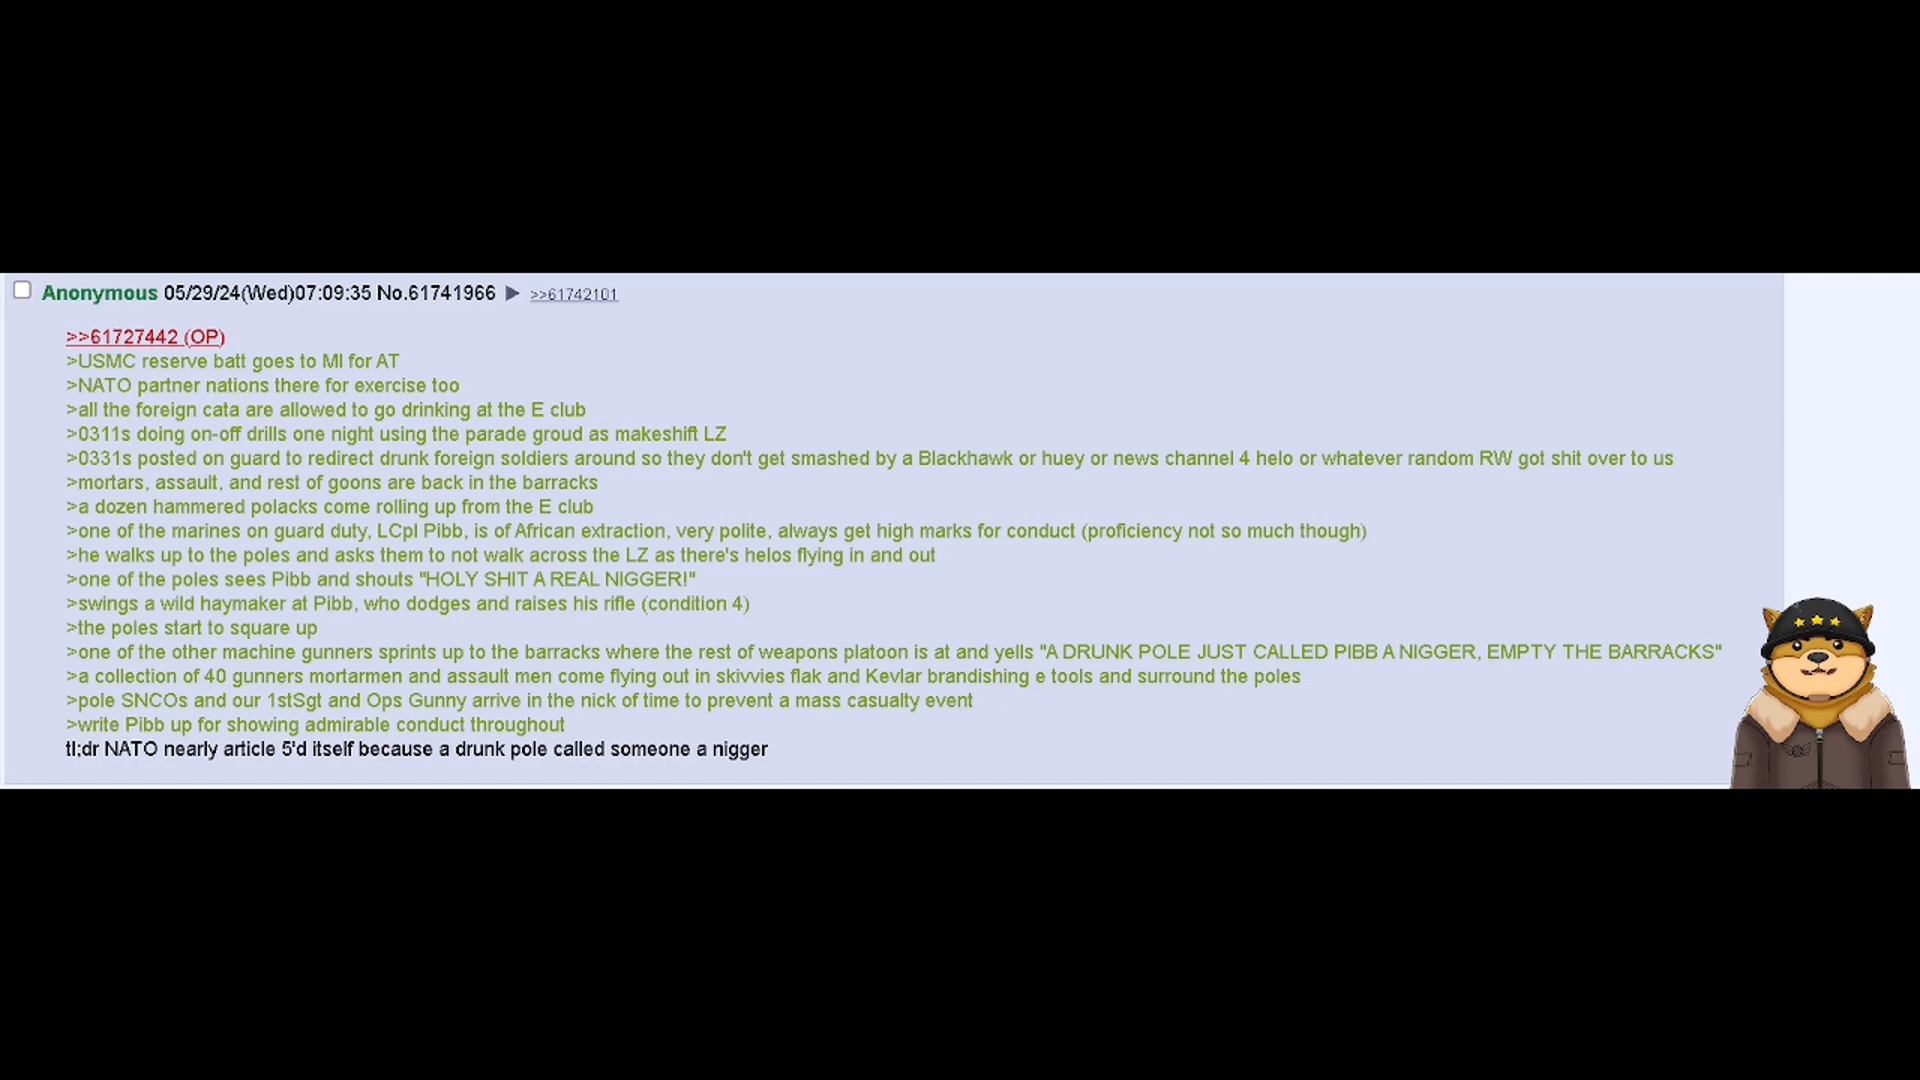 Anonymous 05/29/24(Wed)07:09:35 No.61741966 ▶ >>61742101
>>61727442 (OP)
>USMC reserve batt goes to MI for AT
>NATO partner nations there for exercise too
>all the foreign cata are allowed to go drinking at the E club
>0311s doing on-off drills one night using the parade groud as makeshift LZ
>0331s posted on guard to redirect drunk foreign soldiers around so they don't get smashed by a Blackhawk or huey or news channel 4 helo or whatever random RW got shit over to us
>mortars, assault, and rest of goons are back in the barracks
>a dozen hammered polacks come rolling up from the E club
>one of the marines on guard duty, LCpl Pibb, is of African extraction, very polite, always get high marks for conduct (proficiency not so much though)
>he walks up to the poles and asks them to not walk across the LZ as there's helos flying in and out
>one of the poles sees Pibb and shouts "HOLY SHIT A REAL NIGGER!"
>swings a wild haymaker at Pibb, who dodges and raises his rifle (condition 4)
>the poles start to square up
>one of the other machine gunners sprints up to the barracks where the rest of weapons platoon is at and yells "A DRUNK POLE JUST CALLED PIBB A NIGGER, EMPTY THE BARRACKS"
>a collection of 40 gunners mortarmen and assault men come flying out in skivvies flak and Kevlar brandishing e tools and surround the poles
>pole SNCOs and our 1stSgt and Ops Gunny arrive in the nick of time to prevent a mass casualty event
>write Pibb up for showing admirable conduct throughout
tl;dr NATO nearly article 5'd itself because a drunk pole called someone a nigger